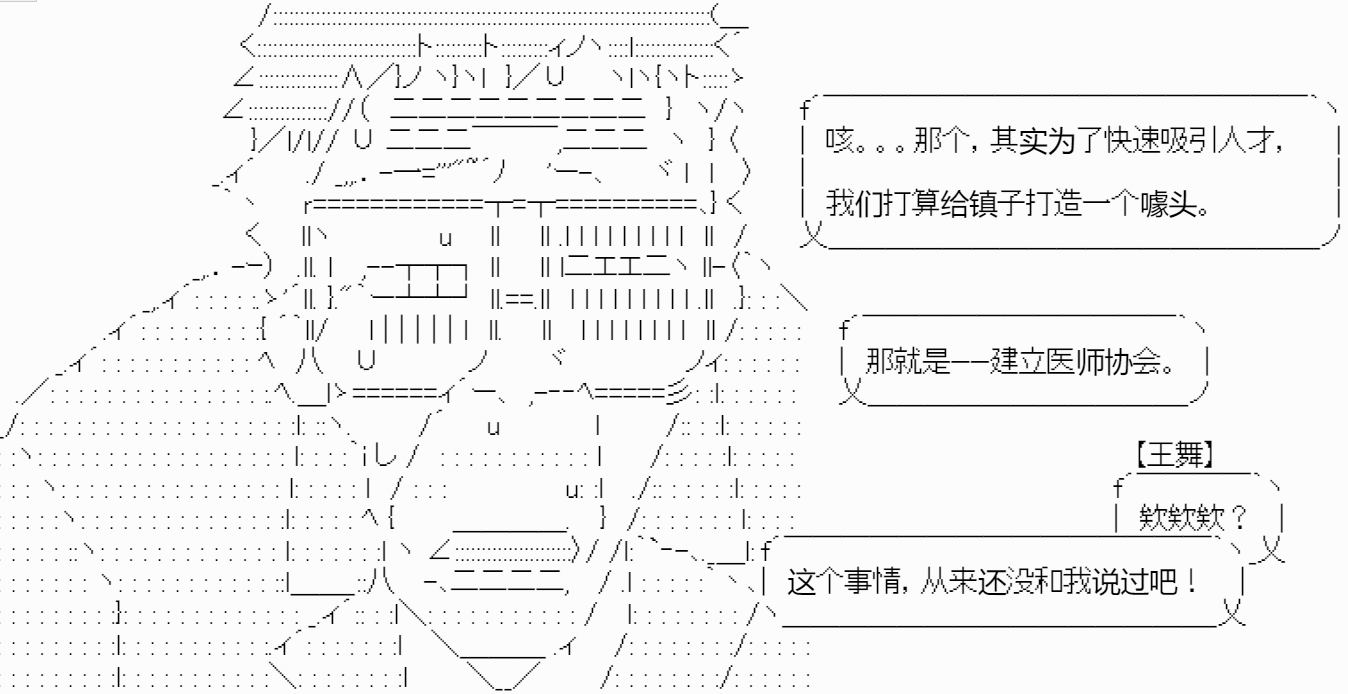 咳。。。那个，其实为了快速吸引人才，
我们打算给镇子打造一个噱头。
那就是——建立医师协会。
【王舞】
欸欸欸？
这个事情，从来还没和我说过吧！